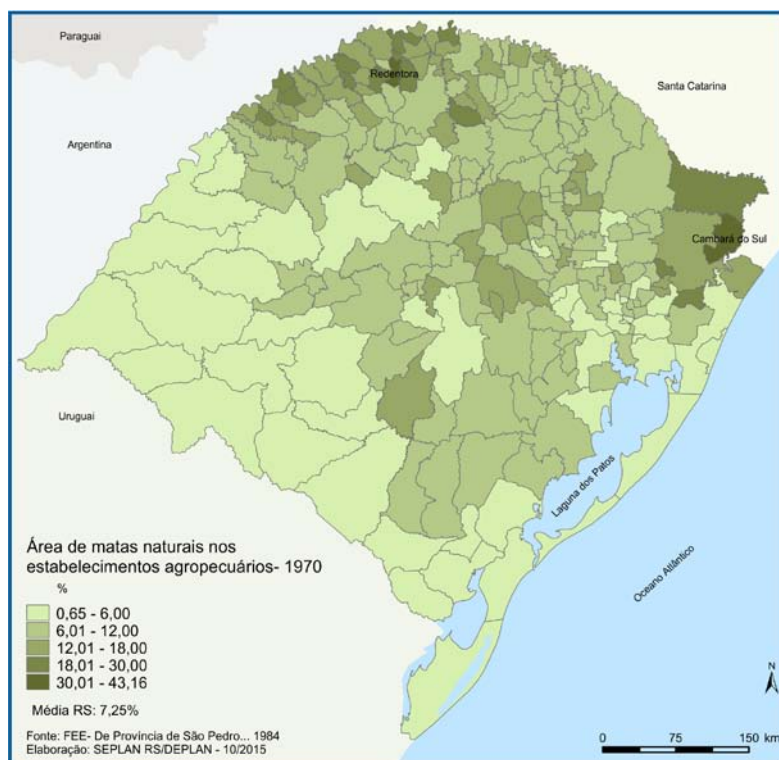 Paraguai
Redentora
Santa Catarina
Argentina
Cambará do Sul
Uruguai
Laguna dos Patos
Oceano Atlântico
Área de matas naturais nos
estabelecimentos agropecuários- 1970
%
0,65 - 6,00
6,01 - 12,00
12,01 - 18,00
18,01 - 30,00
30,01 - 43,16
Média RS: 7,25%
Fonte: FEE- De Província de São Pedro... 1984
Elaboração: SEPLAN RS/DEPLAN - 10/2015
N
0 75 150 km